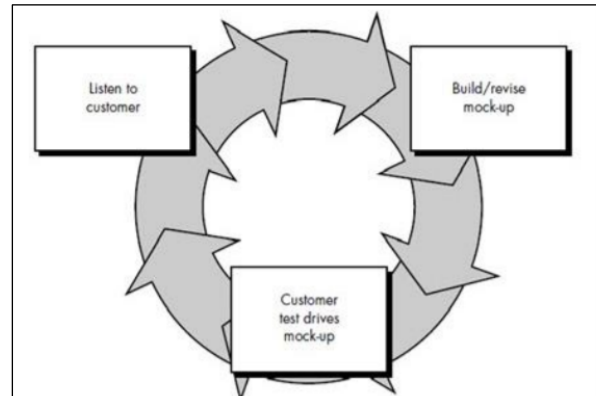 Listen to
customer
Build/revise
mock-up
Customer
test drives
mock-up